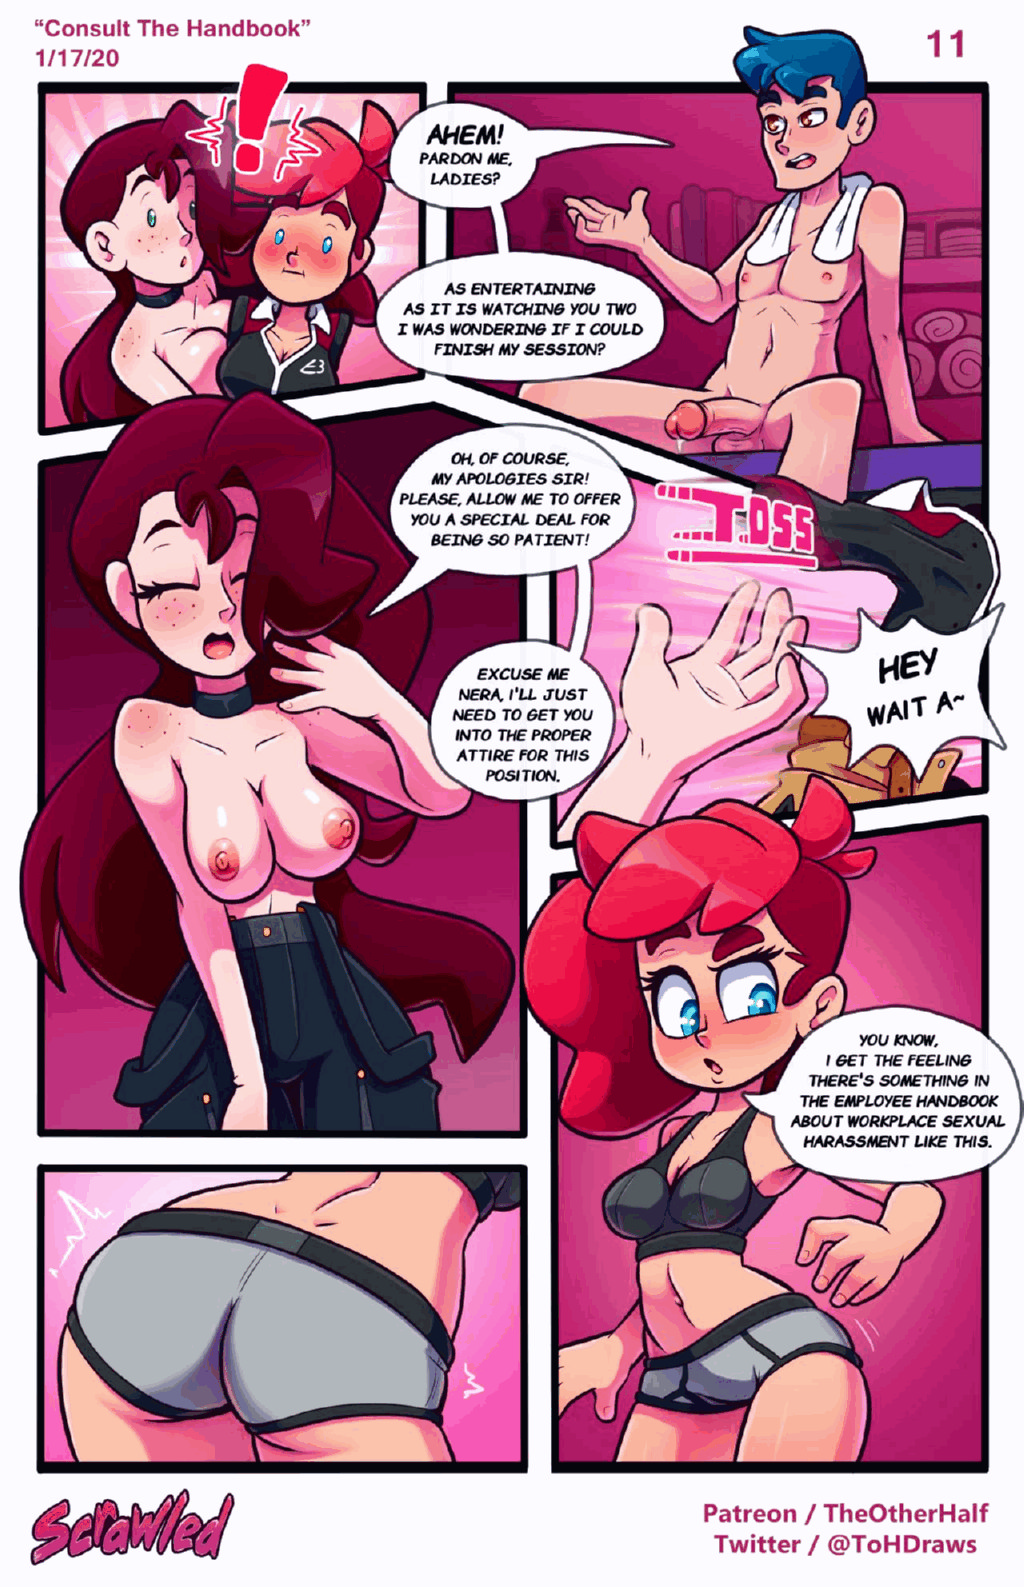 “Consult The Handbook”
1/17/20
11
!
AHEM!
PARDON ME,
LADIES?
AS ENTERTAINING
AS IT IS WATCHING YOU TWO
I WAS WONDERING IF I COULD
FINISH MY SESSION?
OH, OF COURSE,
MY APOLOGIES SIR!
PLEASE, ALLOW ME TO OFFER
YOU A SPECIAL DEAL FOR
BEING SO PATIENT!
EXCUSE ME
NERA, I'LL JUST
NEED TO GET YOU
INTO THE PROPER
ATTIRE FOR THIS
POSITION.
TOSS
HEY
WAIT A~
YOU KNOW,
I GET THE FEELING
THERE'S SOMETHING IN
THE EMPLOYEE HANDBOOK
ABOUT WORKPLACE SEXUAL
HARASSMENT LIKE THIS.
Scrawled
Patreon / TheOtherHalf
Twitter / @ToHDraws